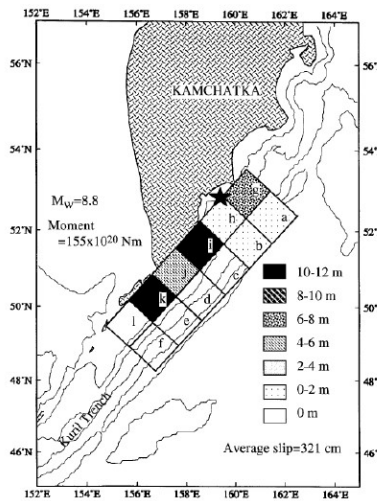 152°E 154°E 156°E 158°E 160°E 162°E 164°E
56°N 56°N
KAMCHATKA
54°N 54°N
M_W=8.8
Moment
=155x10²⁰ Nm
52°N 52°N
50°N 50°N
48°N 48°N
46°N 46°N
g
h a
i b
j c
k d
l e
f
Kuril Trench
10-12 m
8-10 m
6-8 m
4-6 m
2-4 m
0-2 m
0 m
Average slip=321 cm
152°E 154°E 156°E 158°E 160°E 162°E 164°E